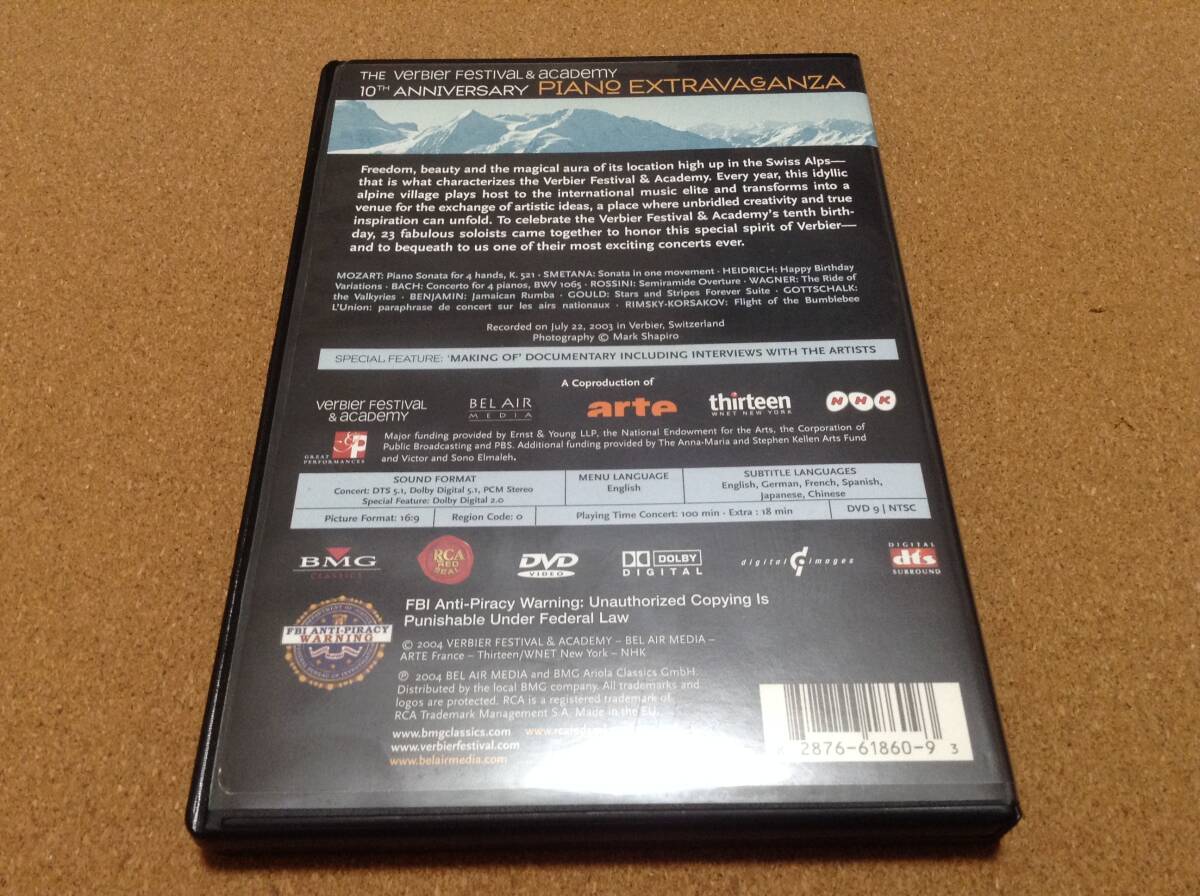 THE VERBIER FESTIVAL & ACADEMY
10TH ANNIVERSARY PIANO EXTRAVAGANZA
Freedom, beauty and the magical aura of its location high up in the Swiss Alps—
that is what characterizes the Verbier Festival & Academy. Every year, this idyllic
alpine village plays host to the international music elite and transforms into a
venue for the exchange of artistic ideas, a place where unbridled creativity and true
inspiration can unfold. To celebrate the Verbier Festival & Academy's tenth birth-
day, 23 fabulous soloists came together to honor this special spirit of Verbier—
and to bequeath to us one of their most exciting concerts ever.
MOZART: Piano Sonata for 4 hands, K. 521 · SMETANA: Sonata in one movement · HEIDRICH: Happy Birthday
Variations · BACH: Concerto for 4 pianos, BWV 1065 · ROSSINI: Semiramide Overture · WAGNER: The Ride of
the Valkyries · BENJAMIN: Jamaican Rumba · GOULD: Stars and Stripes Forever Suite · GOTTSCHALK:
L'Union: paraphrase de concert sur les airs nationaux · RIMSKY-KORSAKOV: Flight of the Bumblebee
Recorded on July 22, 2003 in Verbier, Switzerland
Photography © Mark Shapiro
SPECIAL FEATURE: 'MAKING OF' DOCUMENTARY INCLUDING INTERVIEWS WITH THE ARTISTS
A Coproduction of
VERBIER FESTIVAL
& ACADEMY
BEL AIR
MEDIA
arte
thirteen
WNET NEW YORK
NHK
GREAT
PERFORMANCES
Major funding provided by Ernst & Young LLP, the National Endowment for the Arts, the Corporation of
Public Broadcasting and PBS. Additional funding provided by The Anna-Maria and Stephen Kellen Arts Fund
and Victor and Sono Elmaleh.
SOUND FORMAT
Concert: DTS 5.1, Dolby Digital 5.1, PCM Stereo
Special Feature: Dolby Digital 2.0
MENU LANGUAGE
English
SUBTITLE LANGUAGES
English, German, French, Spanish,
Japanese, Chinese
Picture Format: 16:9
Region Code: 0
Playing Time Concert: 100 min · Extra : 18 min
DVD 9 | NTSC
BMG
CLASSICS
RCA
RED
SEAL
DVD
VIDEO
DOLBY
DIGITAL
digital images
DIGITAL
dts
SURROUND
FBI ANTI-PIRACY
WARNING
FBI Anti-Piracy Warning: Unauthorized Copying Is
Punishable Under Federal Law
© 2004 VERBIER FESTIVAL & ACADEMY – BEL AIR MEDIA –
ARTE France – Thirteen/WNET New York – NHK
℗ 2004 BEL AIR MEDIA and BMG Ariola Classics GmbH.
Distributed by the local BMG company. All trademarks and
logos are protected. RCA is a registered trademark of
RCA Trademark Management S.A. Made in the EU.
www.bmgclassics.com
www.verbierfestival.com
www.belairmedia.com
2876-61860-9 3